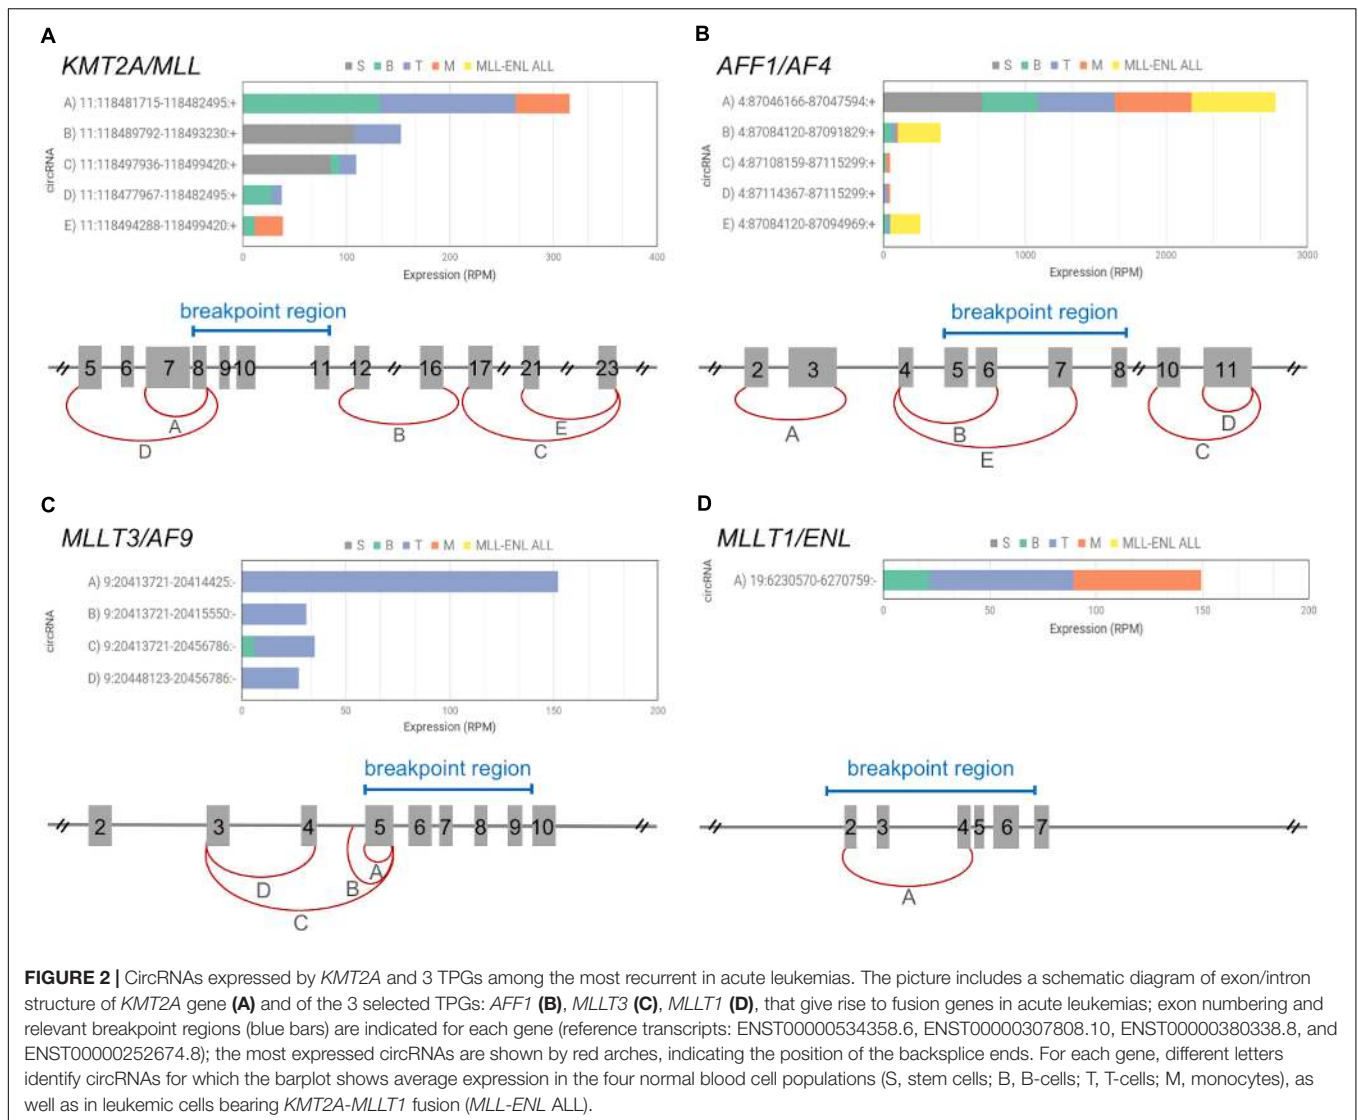 A
KMT2A/MLL
S B T M MLL-ENL ALL
circRNA
A) 11:118481715-118482495:+
B) 11:118489792-118493230:+
C) 11:118497936-118499420:+
D) 11:118477967-118482495:+
E) 11:118494288-118499420:+
0 100 200 300 400
Expression (RPM)
breakpoint region
5 6 7 8 9 10 11 12 16 17 21 23
A
D
B
E
C
B
AFF1/AF4
S B T M MLL-ENL ALL
circRNA
A) 4:87046166-87047594:+
B) 4:87084120-87091829:+
C) 4:87108159-87115299:+
D) 4:87114367-87115299:+
E) 4:87084120-87094969:+
0 1000 2000 3000
Expression (RPM)
breakpoint region
2 3 4 5 6 7 8 10 11
A
B
E
D
C
C
MLLT3/AF9
S B T M MLL-ENL ALL
circRNA
A) 9:20413721-20414425:-
B) 9:20413721-20415550:-
C) 9:20413721-20456786:-
D) 9:20448123-20456786:-
0 50 100 150 200
Expression (RPM)
breakpoint region
2 3 4 5 6 7 8 9 10
A
D
B
C
D
MLLT1/ENL
S B T M MLL-ENL ALL
circRNA
A) 19:6230570-6270759:-
0 50 100 150 200
Expression (RPM)
breakpoint region
2 3 4 5 6 7
A
FIGURE 2 | CircRNAs expressed by KMT2A and 3 TPGs among the most recurrent in acute leukemias. The picture includes a schematic diagram of exon/intron
structure of KMT2A gene (A) and of the 3 selected TPGs: AFF1 (B), MLLT3 (C), MLLT1 (D), that give rise to fusion genes in acute leukemias; exon numbering and
relevant breakpoint regions (blue bars) are indicated for each gene (reference transcripts: ENST00000534358.6, ENST00000307808.10, ENST00000380338.8, and
ENST00000252674.8); the most expressed circRNAs are shown by red arches, indicating the position of the backsplice ends. For each gene, different letters
identify circRNAs for which the barplot shows average expression in the four normal blood cell populations (S, stem cells; B, B-cells; T, T-cells; M, monocytes), as
well as in leukemic cells bearing KMT2A-MLLT1 fusion (MLL-ENL ALL).